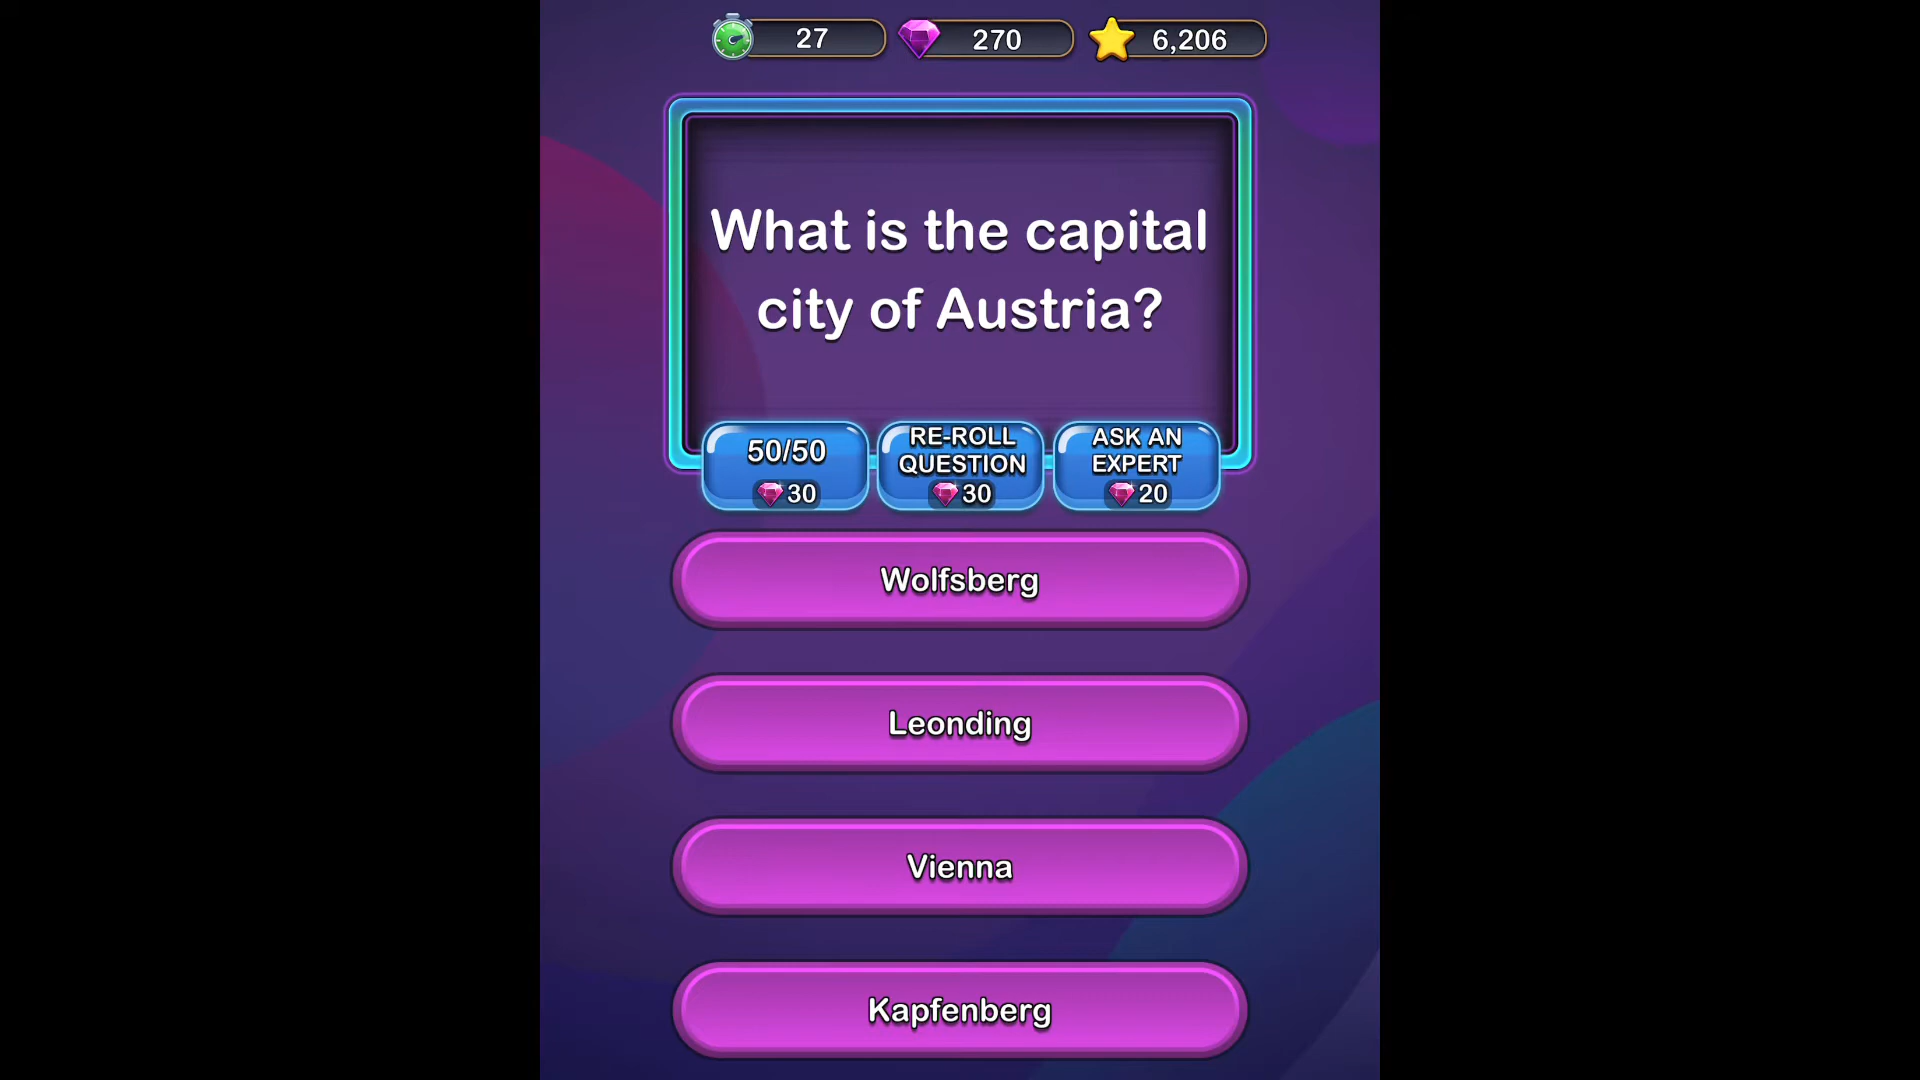 27
270
6,206
What is the capital
city of Austria?
50/50
30
RE-ROLL
QUESTION
30
ASK AN
EXPERT
20
Wolfsberg
Leonding
Vienna
Kapfenberg